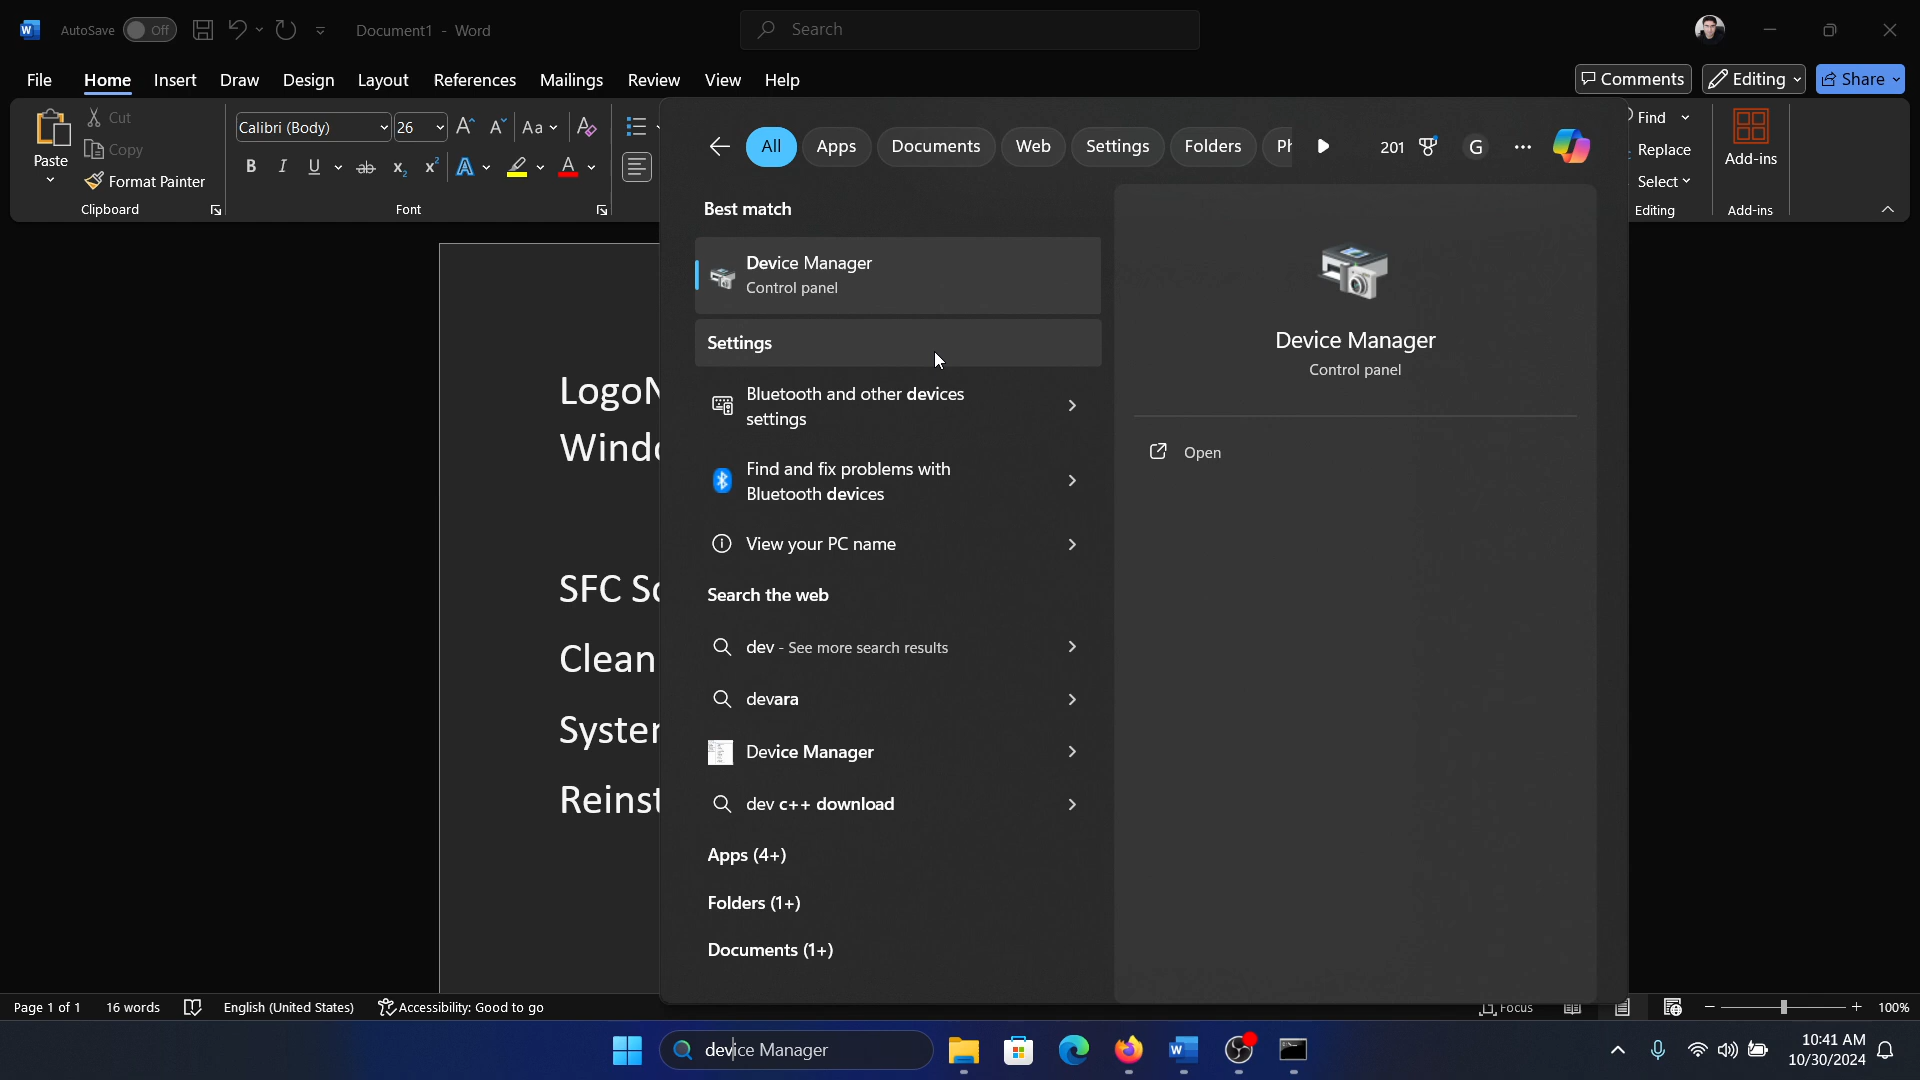 AutoSave Off Document1 - Word Search
File Home Insert Draw Design Layout References Mailings Review View Help Comments Editing Share
Paste Cut Copy Format Painter Clipboard
Calibri (Body) 26 Aa
B I U ab x₂ x² A A
Font
Find
Replace
Select
Editing
Add-ins
Add-ins
All Apps Documents Web Settings Folders 201 G
Best match
Device Manager
Control panel
Settings
Bluetooth and other devices
settings
Find and fix problems with
Bluetooth devices
View your PC name
Search the web
dev - See more search results
devara
Device Manager
dev c++ download
Apps (4+)
Folders (1+)
Documents (1+)
Device Manager
Control panel
Open
SFC
Clean
Page 1 of 1 16 words English (United States) Accessibility: Good to go Focus 100%
device Manager
10:41 AM
10/30/2024